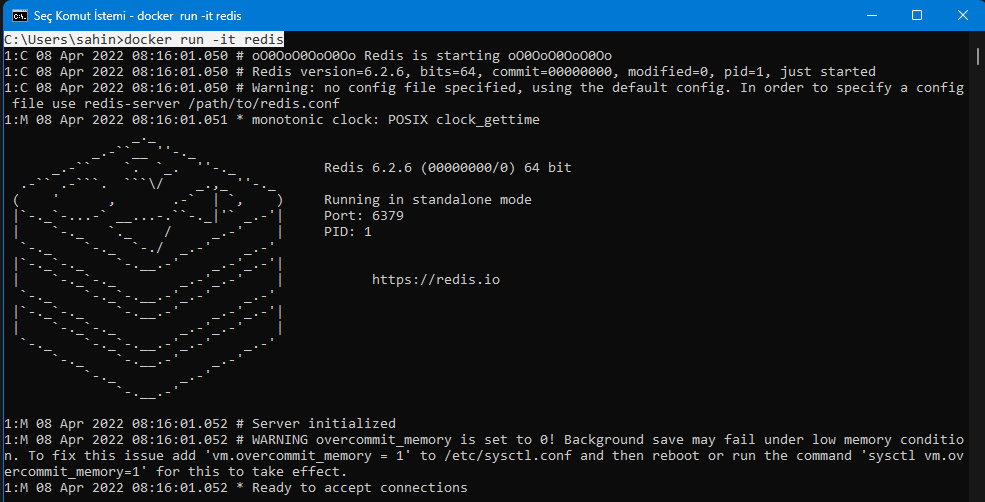 Seç Komut İstemi - docker  run -it redis
C:\Users\sahin>docker run -it redis
1:C 08 Apr 2022 08:16:01.050 # oO0OoO0OoO0Oo Redis is starting oO0OoO0OoO0Oo
1:C 08 Apr 2022 08:16:01.050 # Redis version=6.2.6, bits=64, commit=00000000, modified=0, pid=1, just started
1:C 08 Apr 2022 08:16:01.050 # Warning: no config file specified, using the default config. In order to specify a config
 file use redis-server /path/to/redis.conf
1:M 08 Apr 2022 08:16:01.051 * monotonic clock: POSIX clock_gettime
Redis 6.2.6 (00000000/0) 64 bit
Running in standalone mode
Port: 6379
PID: 1
https://redis.io
1:M 08 Apr 2022 08:16:01.052 # Server initialized
1:M 08 Apr 2022 08:16:01.052 # WARNING overcommit_memory is set to 0! Background save may fail under low memory conditio
n. To fix this issue add 'vm.overcommit_memory = 1' to /etc/sysctl.conf and then reboot or run the command 'sysctl vm.ov
ercommit_memory=1' for this to take effect.
1:M 08 Apr 2022 08:16:01.052 * Ready to accept connections